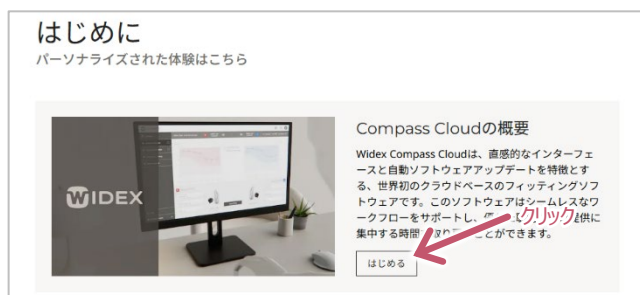 はじめに
パーソナライズされた体験はこちら
WIDEX
Compass Cloudの概要
Widex Compass Cloudは、直感的なインターフェ
ースと自動ソフトウェアアップデートを特徴とす
る、世界初のクラウドベースのフィッティングソフ
トウェアです。このソフトウェアはシームレスなワ
ークフローをサポートし、 提供に
クリック
集中する時間 取り ことができます。
はじめる